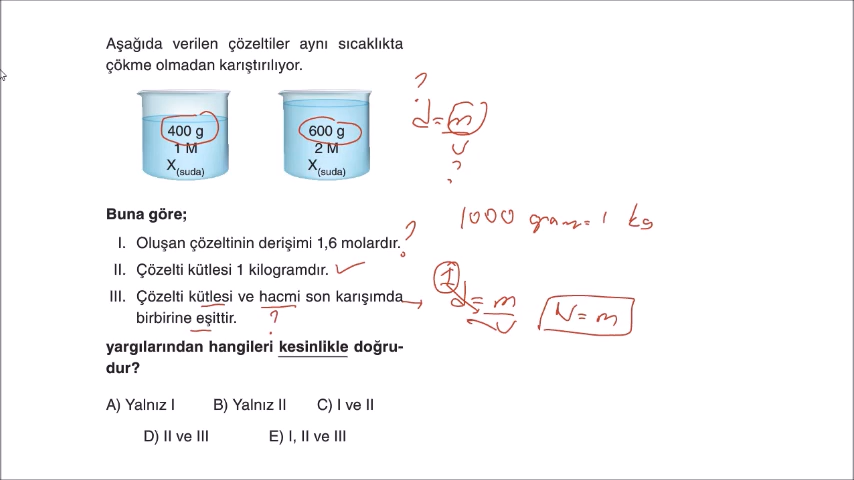 Aşağıda verilen çözeltiler aynı sıcaklıkta
çökme olmadan karıştırılıyor.
400 g
1 M
X(suda)
600 g
2 M
X(suda)
?
d = m
v
?
1000 gram = 1 kg
Buna göre;
I. Oluşan çözeltinin derişimi 1,6 molardır. ?
II. Çözelti kütlesi 1 kilogramdır.
III. Çözelti kütlesi ve hacmi son karışımda
birbirine eşittir.
?
1
d = m
v
v = m
yargılarından hangileri kesinlikle doğru-
dur?
A) Yalnız I B) Yalnız II C) I ve II
D) II ve III E) I, II ve III